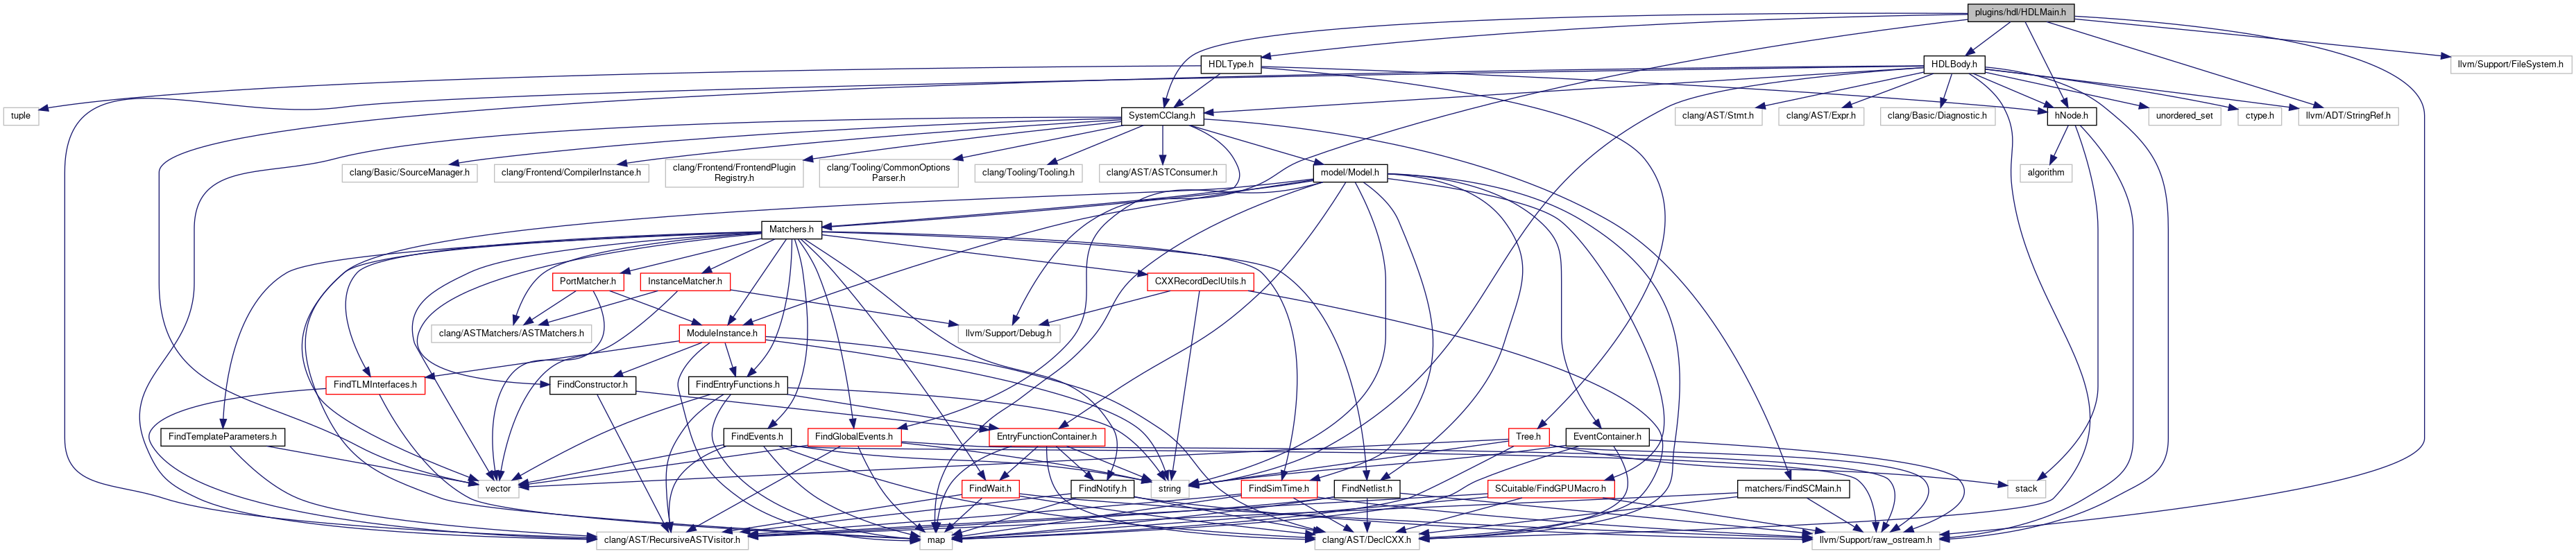 plugins/hdl/HDLMain.h
HDLType.h
HDLBody.h
llvm/Support/FileSystem.h
tuple
SystemCClang.h
clang/AST/Stmt.h
clang/AST/Expr.h
clang/Basic/Diagnostic.h
hNode.h
unordered_set
ctype.h
llvm/ADT/StringRef.h
clang/Basic/SourceManager.h
clang/Frontend/CompilerInstance.h
clang/Frontend/FrontendPlugin
Registry.h
clang/Tooling/CommonOptions
Parser.h
clang/Tooling/Tooling.h
clang/AST/ASTConsumer.h
model/Model.h
algorithm
Matchers.h
PortMatcher.h
InstanceMatcher.h
CXXRecordDeclUtils.h
clang/ASTMatchers/ASTMatchers.h
ModuleInstance.h
llvm/Support/Debug.h
FindTLMInterfaces.h
FindConstructor.h
FindEntryFunctions.h
FindTemplateParameters.h
FindEvents.h
FindGlobalEvents.h
EntryFunctionContainer.h
Tree.h
EventContainer.h
vector
FindWait.h
FindNotify.h
string
FindSimTime.h
FindNetlist.h
SCuitable/FindGPUMacro.h
matchers/FindSCMain.h
stack
clang/AST/RecursiveASTVisitor.h
map
clang/AST/DeclCXX.h
llvm/Support/raw_ostream.h